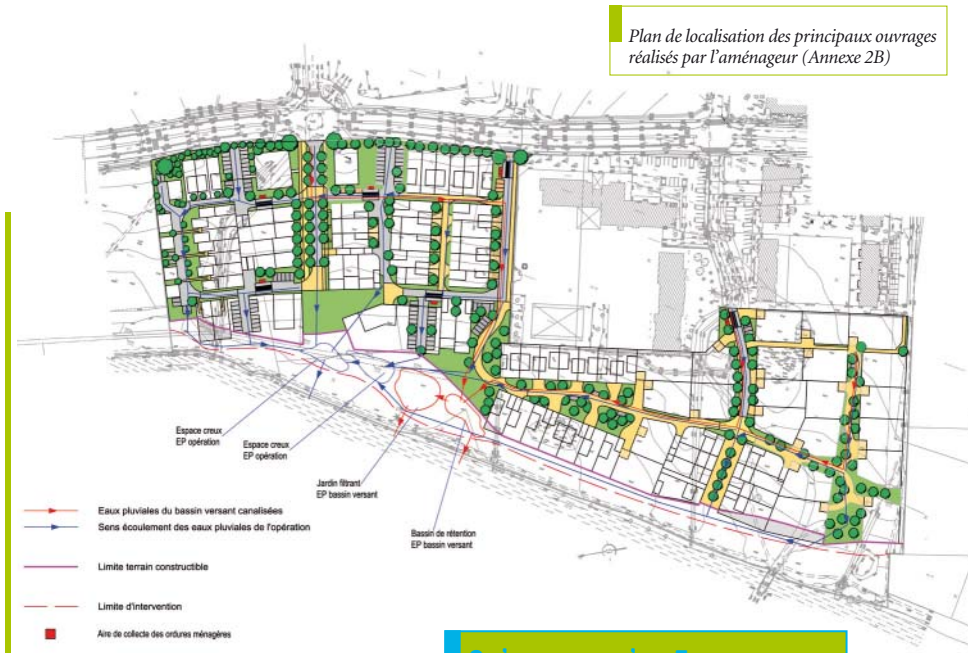 Plan de localisation des principaux ouvrages
réalisés par l'aménageur (Annexe 2B)
Espace creux
EP opération
Espace creux
EP opération
Jardin filtrant
EP bassin versant
Bassin de rétention
EP bassin versant
Eaux pluviales du bassin versant canalisées
Sens écoulement des eaux pluviales de l'opération
Limite terrain constructible
Limite d'intervention
Aire de collecte des ordures ménagères